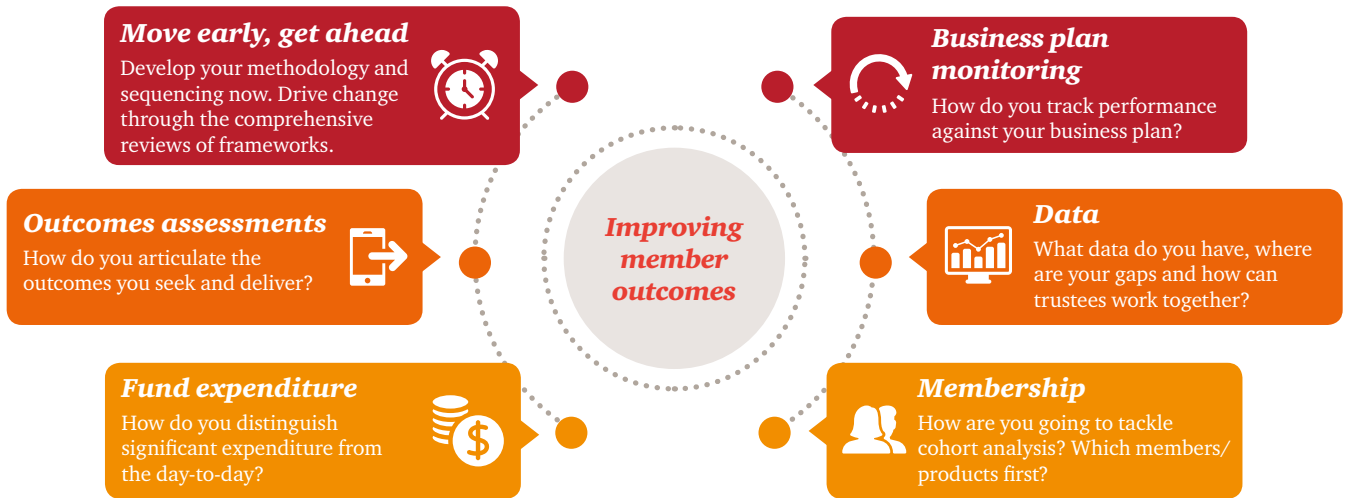 Move early, get ahead
Develop your methodology and
sequencing now. Drive change
through the comprehensive
reviews of frameworks.
Business plan
monitoring
How do you track performance
against your business plan?
Outcomes assessments
How do you articulate the
outcomes you seek and deliver?
Improving
member
outcomes
Data
What data do you have, where
are your gaps and how can
trustees work together?
Fund expenditure
How do you distinguish
significant expenditure from
the day-to-day?
$
Membership
How are you going to tackle
cohort analysis? Which members/
products first?